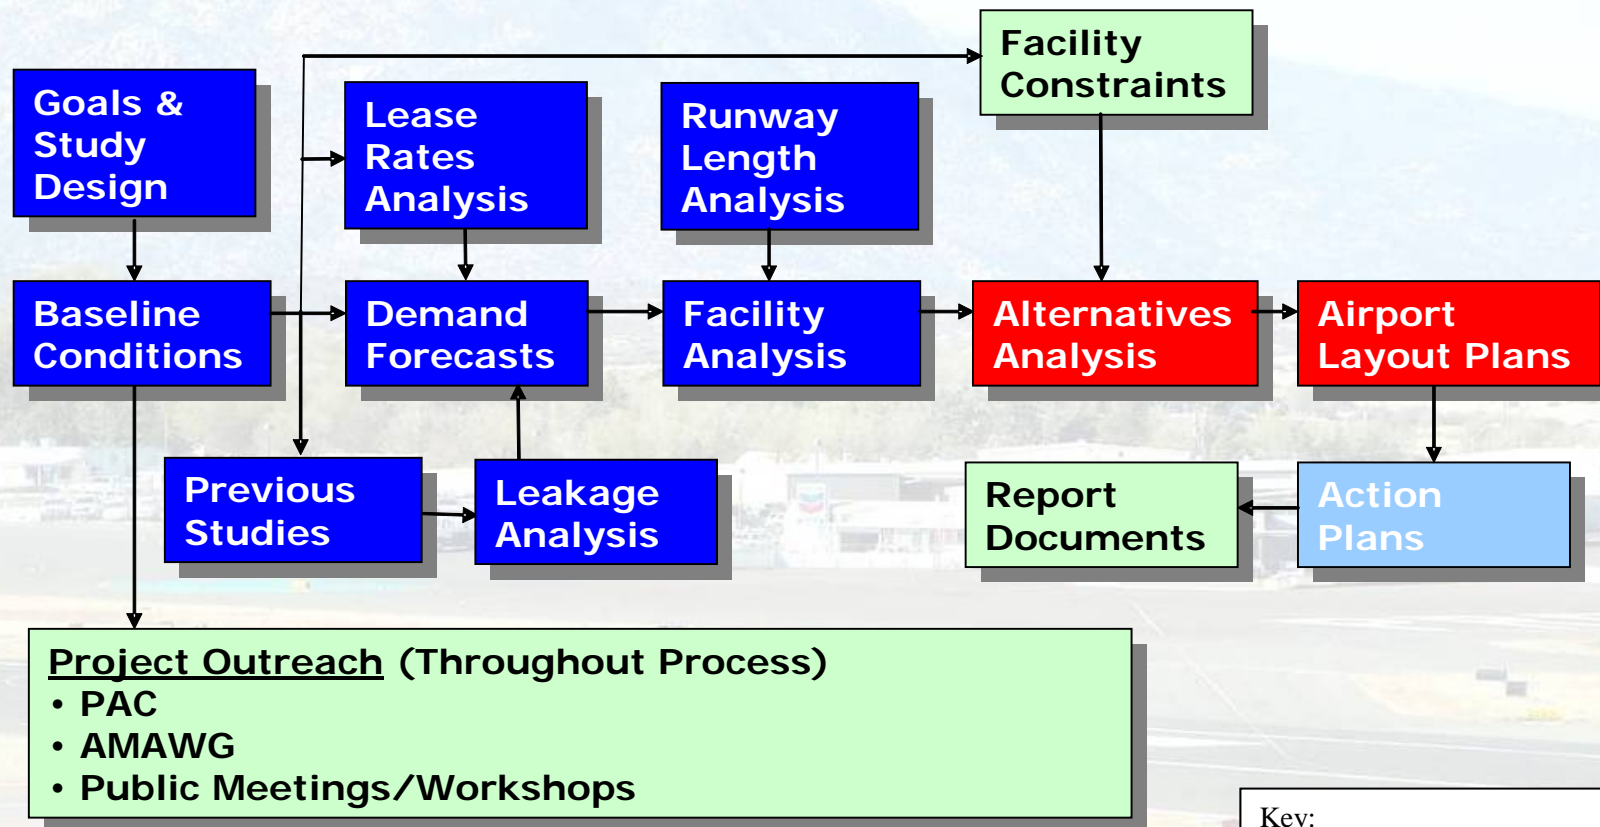 Facility
Constraints
Goals &
Study
Design
Lease
Rates
Analysis
Runway
Length
Analysis
Baseline
Conditions
Demand
Forecasts
Facility
Analysis
Alternatives
Analysis
Airport
Layout Plans
Previous
Studies
Leakage
Analysis
Report
Documents
Action
Plans
Project Outreach (Throughout Process)
• PAC
• AMAWG
• Public Meetings/Workshops
Key: